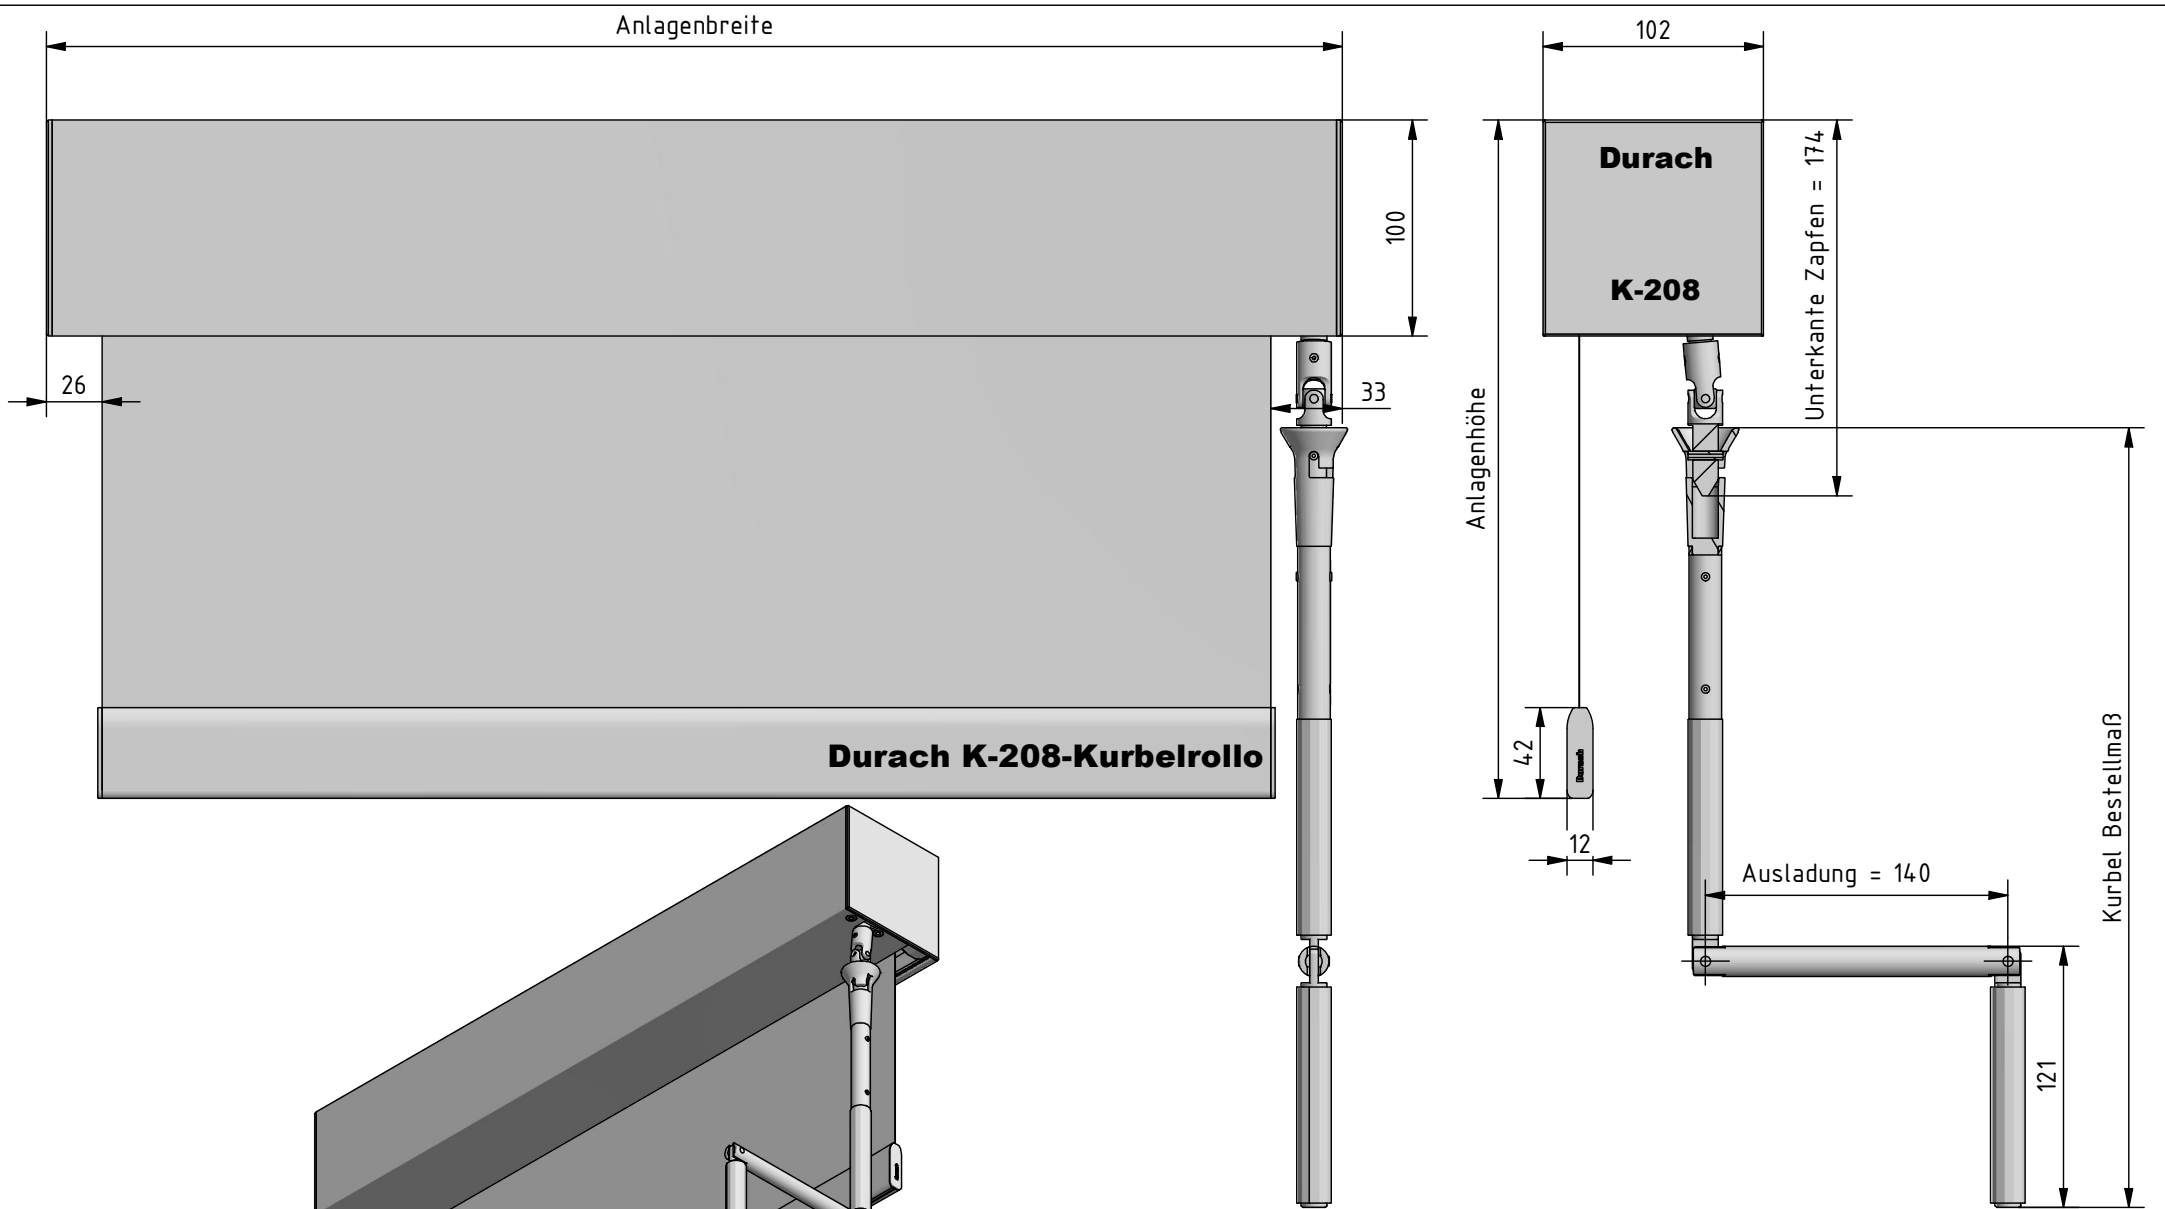 Anlagenbreite
102
Durach
K-208
100
Unterkante Zapfen = 174
26
33
Anlagenhöhe
Durach K-208-Kurbelrollo
42
Durach
12
Ausladung = 140
Kurbel Bestellmaß
121